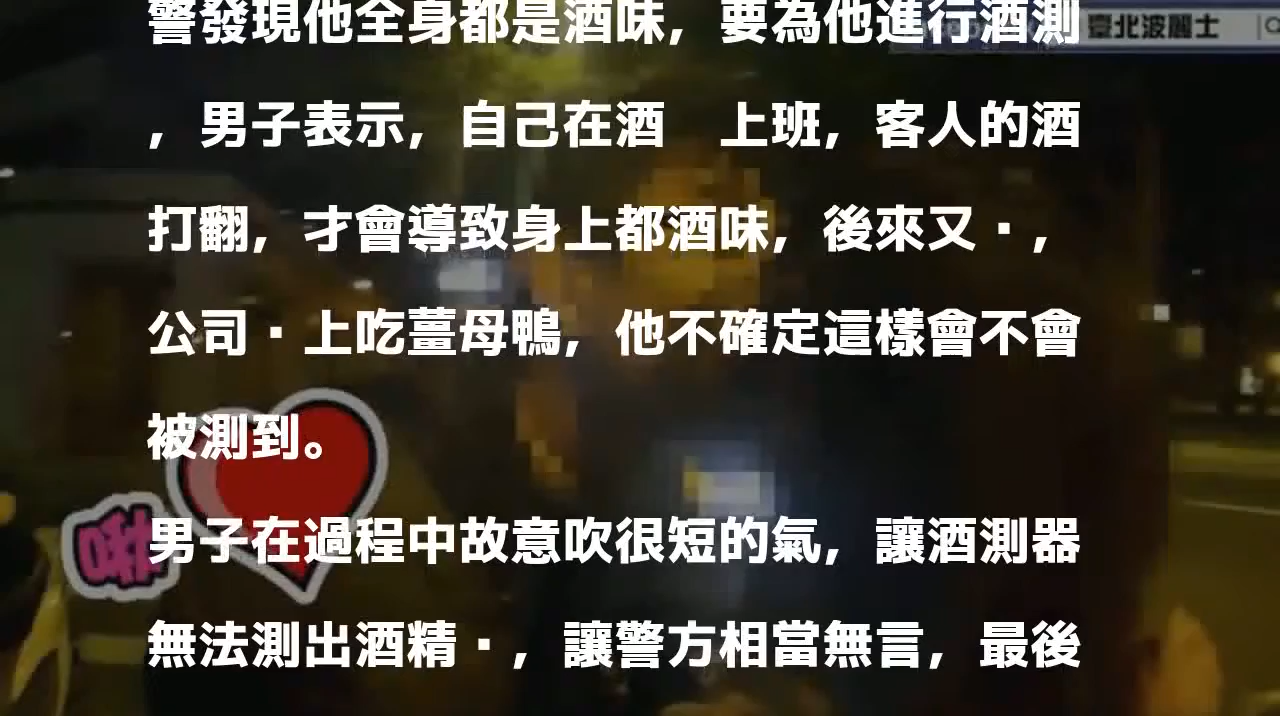 臺北波麗士
警發現他全身都是酒味，要為他進行酒測
，男子表示，自己在酒　上班，客人的酒
打翻，才會導致身上都酒味，後來又·，
公司·上吃薑母鴨，他不確定這樣會不會
被測到。
啾
男子在過程中故意吹很短的氣，讓酒測器
無法測出酒精·，讓警方相當無言，最後